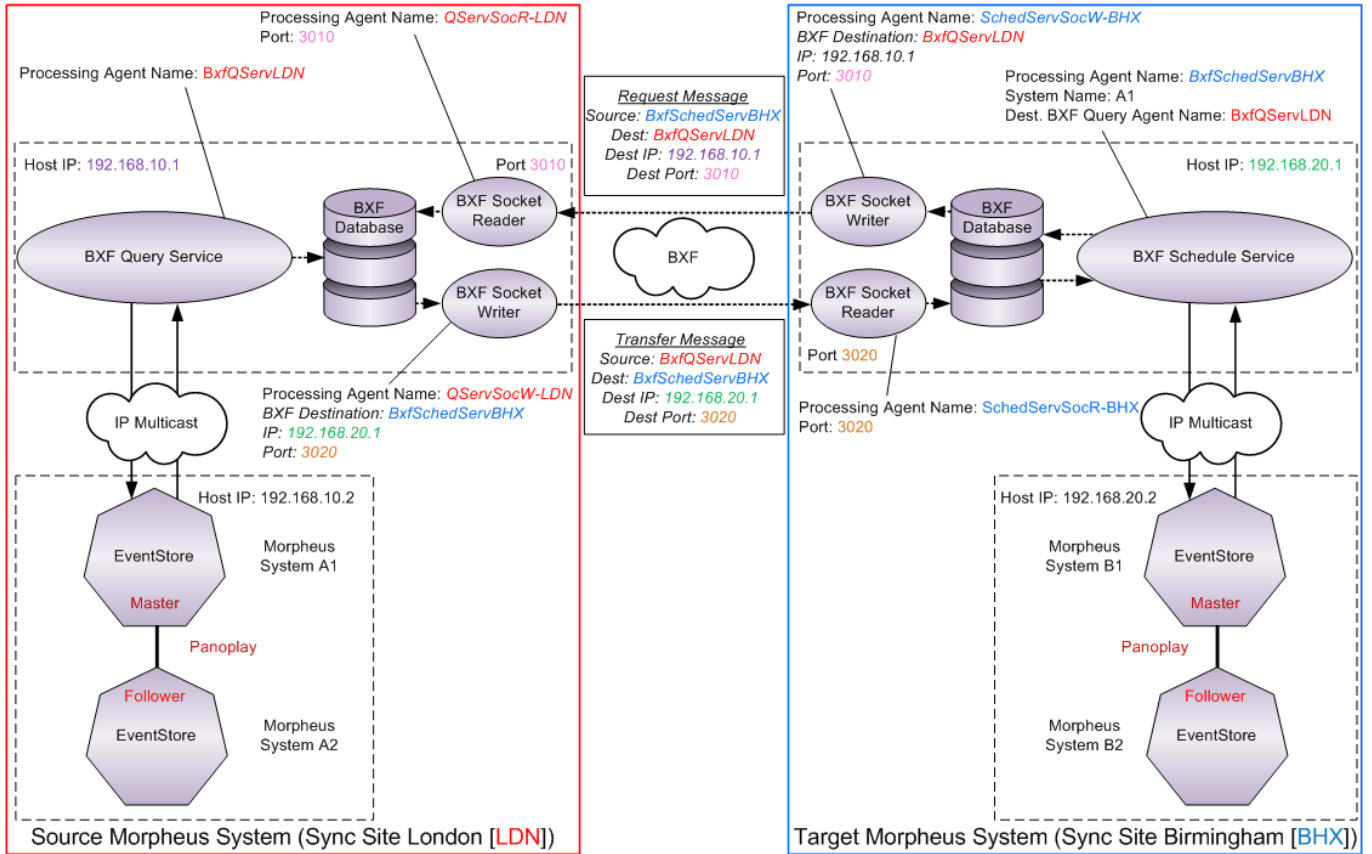 Processing Agent Name: QServSocR-LDN
Port: 3010
Processing Agent Name: BxfQServLDN
Host IP: 192.168.10.1
Port 3010
BXF Query Service
BXF
Database
BXF Socket
Reader
BXF Socket
Writer
Processing Agent Name: QServSocW-LDN
BXF Destination: BxfSchedServBHX
IP: 192.168.20.1
Port: 3020
IP Multicast
Host IP: 192.168.10.2
EventStore
Master
Morpheus
System A1
Panoplay
Follower
EventStore
Morpheus
System A2
Source Morpheus System (Sync Site London [LDN])
Request Message
Source: BxfSchedServBHX
Dest: BxfQServLDN
Dest IP: 192.168.10.1
Dest Port: 3010
BXF
Transfer Message
Source: BxfQServLDN
Dest: BxfSchedServBHX
Dest IP: 192.168.20.1
Dest Port: 3020
Processing Agent Name: SchedServSocW-BHX
BXF Destination: BxfQServLDN
IP: 192.168.10.1
Port: 3010
Processing Agent Name: BxfSchedServBHX
System Name: A1
Dest. BXF Query Agent Name: BxfQServLDN
Host IP: 192.168.20.1
BXF Socket
Writer
BXF
Database
BXF Schedule Service
BXF Socket
Reader
Port 3020
Processing Agent Name: SchedServSocR-BHX
Port: 3020
IP Multicast
Host IP: 192.168.20.2
Morpheus
System B1
EventStore
Master
Panoplay
Follower
EventStore
Morpheus
System B2
Target Morpheus System (Sync Site Birmingham [BHX])